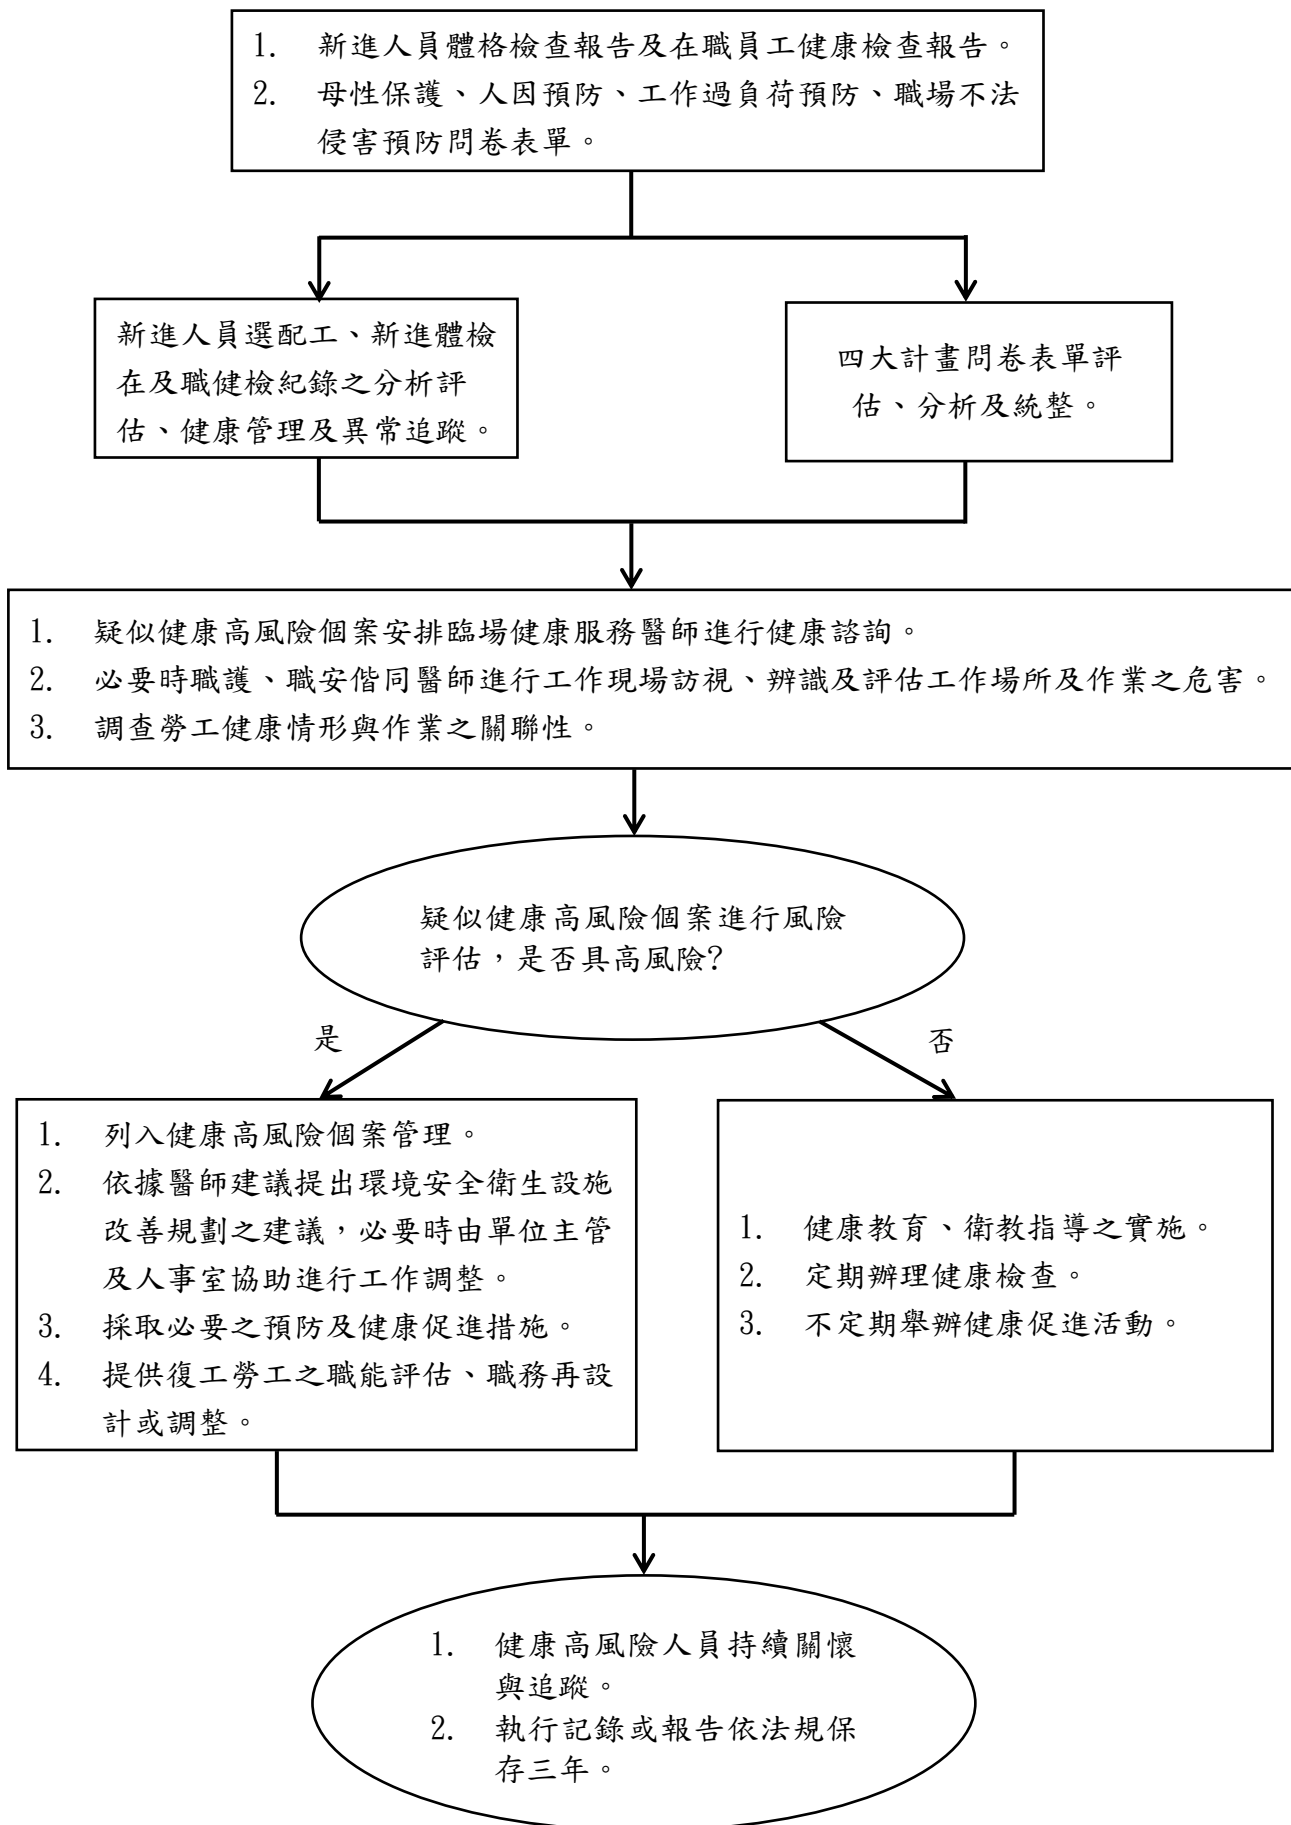 1. 新進人員體格檢查報告及在職員工健康檢查報告。
2. 母性保護、人因預防、工作過負荷預防、職場不法
侵害預防問卷表單。
新進人員選配工、新進體檢
在及職健檢紀錄之分析評
估、健康管理及異常追蹤。
四大計畫問卷表單評
估、分析及統整。
1. 疑似健康高風險個案安排臨場健康服務醫師進行健康諮詢。
2. 必要時職護、職安偕同醫師進行工作現場訪視、辨識及評估工作場所及作業之危害。
3. 調查勞工健康情形與作業之關聯性。
疑似健康高風險個案進行風險
評估，是否具高風險?
是
否
1. 列入健康高風險個案管理。
2. 依據醫師建議提出環境安全衛生設施
改善規劃之建議，必要時由單位主管
及人事室協助進行工作調整。
3. 採取必要之預防及健康促進措施。
4. 提供復工勞工之職能評估、職務再設
計或調整。
1. 健康教育、衛教指導之實施。
2. 定期辦理健康檢查。
3. 不定期舉辦健康促進活動。
1. 健康高風險人員持續關懷
與追蹤。
2. 執行記錄或報告依法規保
存三年。